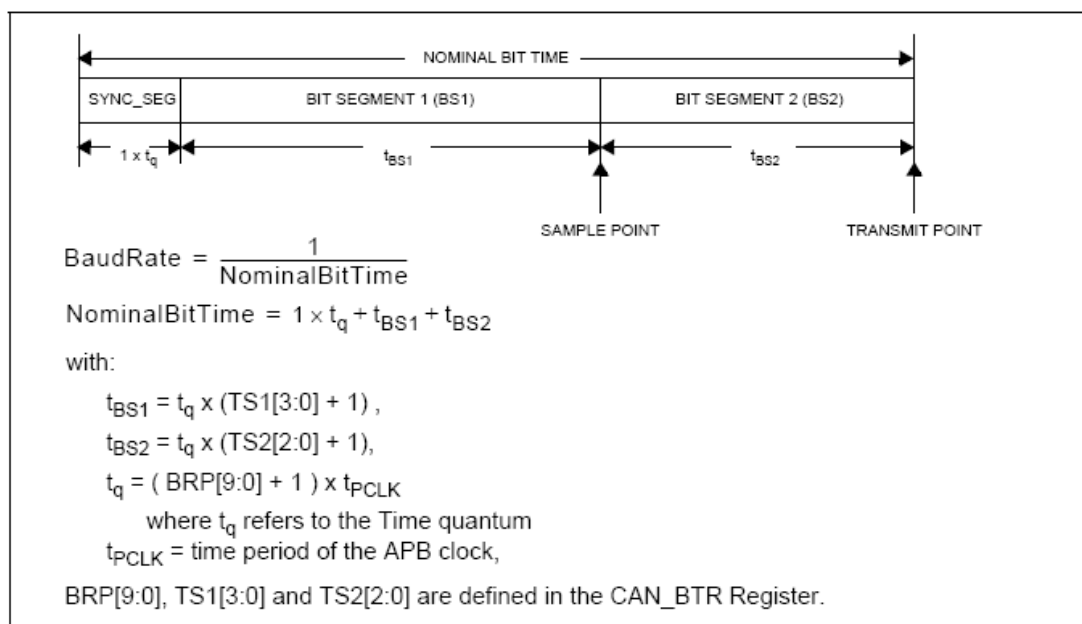 NOMINAL BIT TIME
SYNC_SEG BIT SEGMENT 1 (BS1) BIT SEGMENT 2 (BS2)
1 x tq tBS1 tBS2
SAMPLE POINT TRANSMIT POINT
BaudRate = 1 / NominalBitTime
NominalBitTime = 1 × tq + tBS1 + tBS2
with:
tBS1 = tq x (TS1[3:0] + 1) ,
tBS2 = tq x (TS2[2:0] + 1),
tq = ( BRP[9:0] + 1 ) x tPCLK
where tq refers to the Time quantum
tPCLK = time period of the APB clock,
BRP[9:0], TS1[3:0] and TS2[2:0] are defined in the CAN_BTR Register.